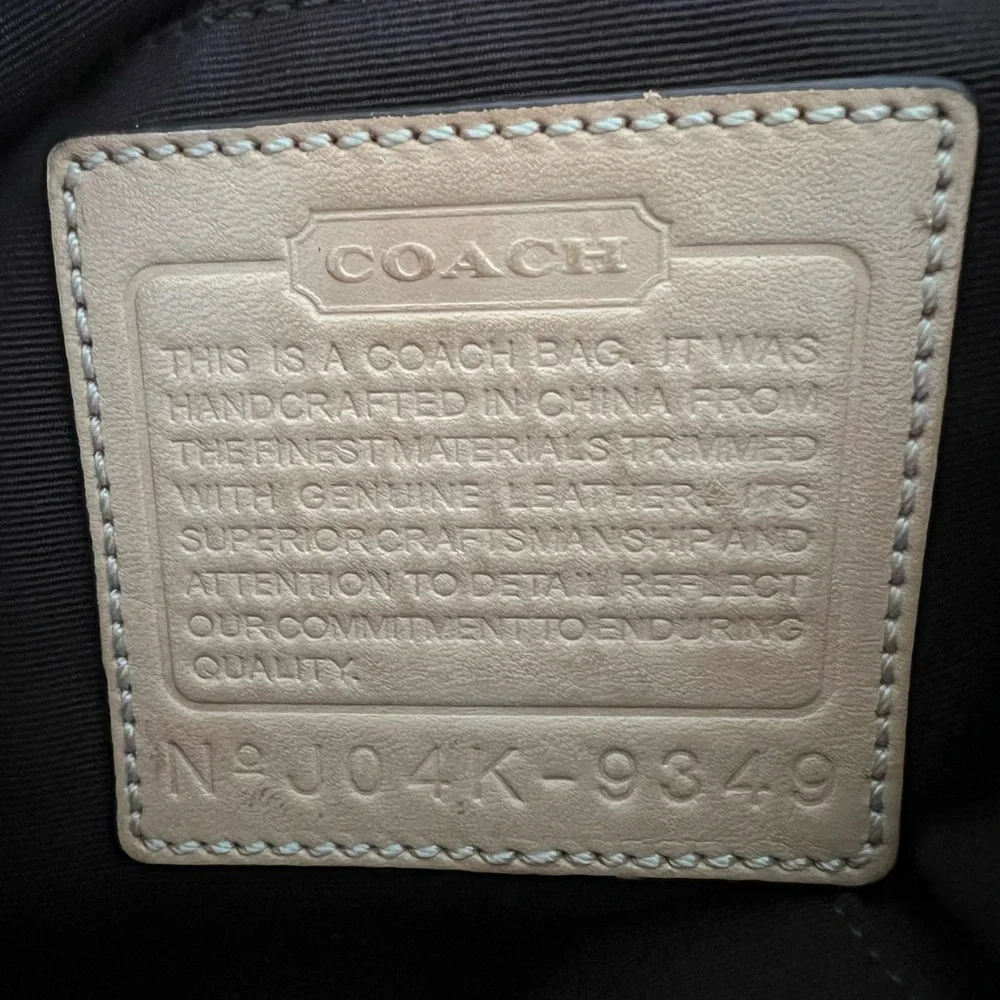 COACH
THIS IS A COACH BAG. IT WAS
HANDCRAFTED IN CHINA FROM
THE FINEST MATERIALS TRIMMED
WITH GENUINE LEATHER. ITS
SUPERIOR CRAFTSMANSHIP AND
ATTENTION TO DETAIL REFLECT
OUR COMMITMENT TO ENDURING
QUALITY.
Nº J04K-9349